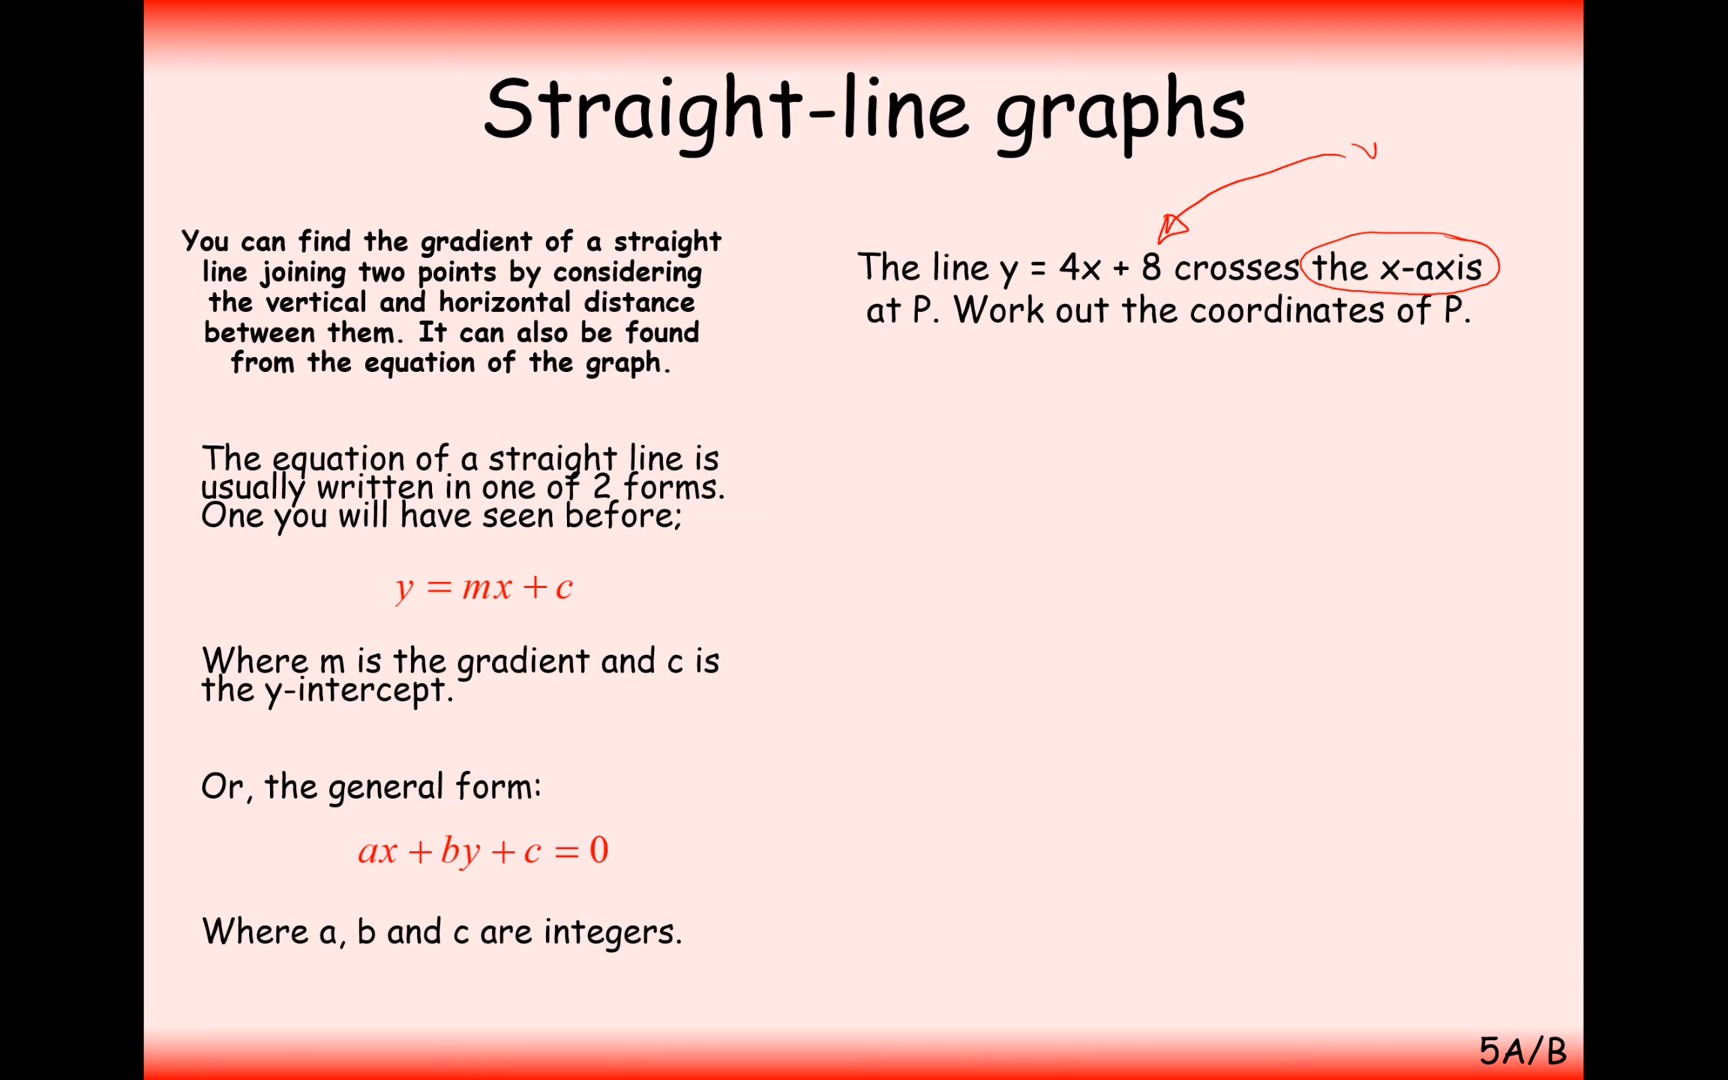 Straight-line graphs
You can find the gradient of a straight
line joining two points by considering
the vertical and horizontal distance
between them. It can also be found
from the equation of the graph.
The equation of a straight line is
usually written in one of 2 forms.
One you will have seen before;
y = mx + c
Where m is the gradient and c is
the y-intercept.
Or, the general form:
ax + by + c = 0
Where a, b and c are integers.
The line y = 4x + 8 crosses the x-axis
at P. Work out the coordinates of P.
5A/B